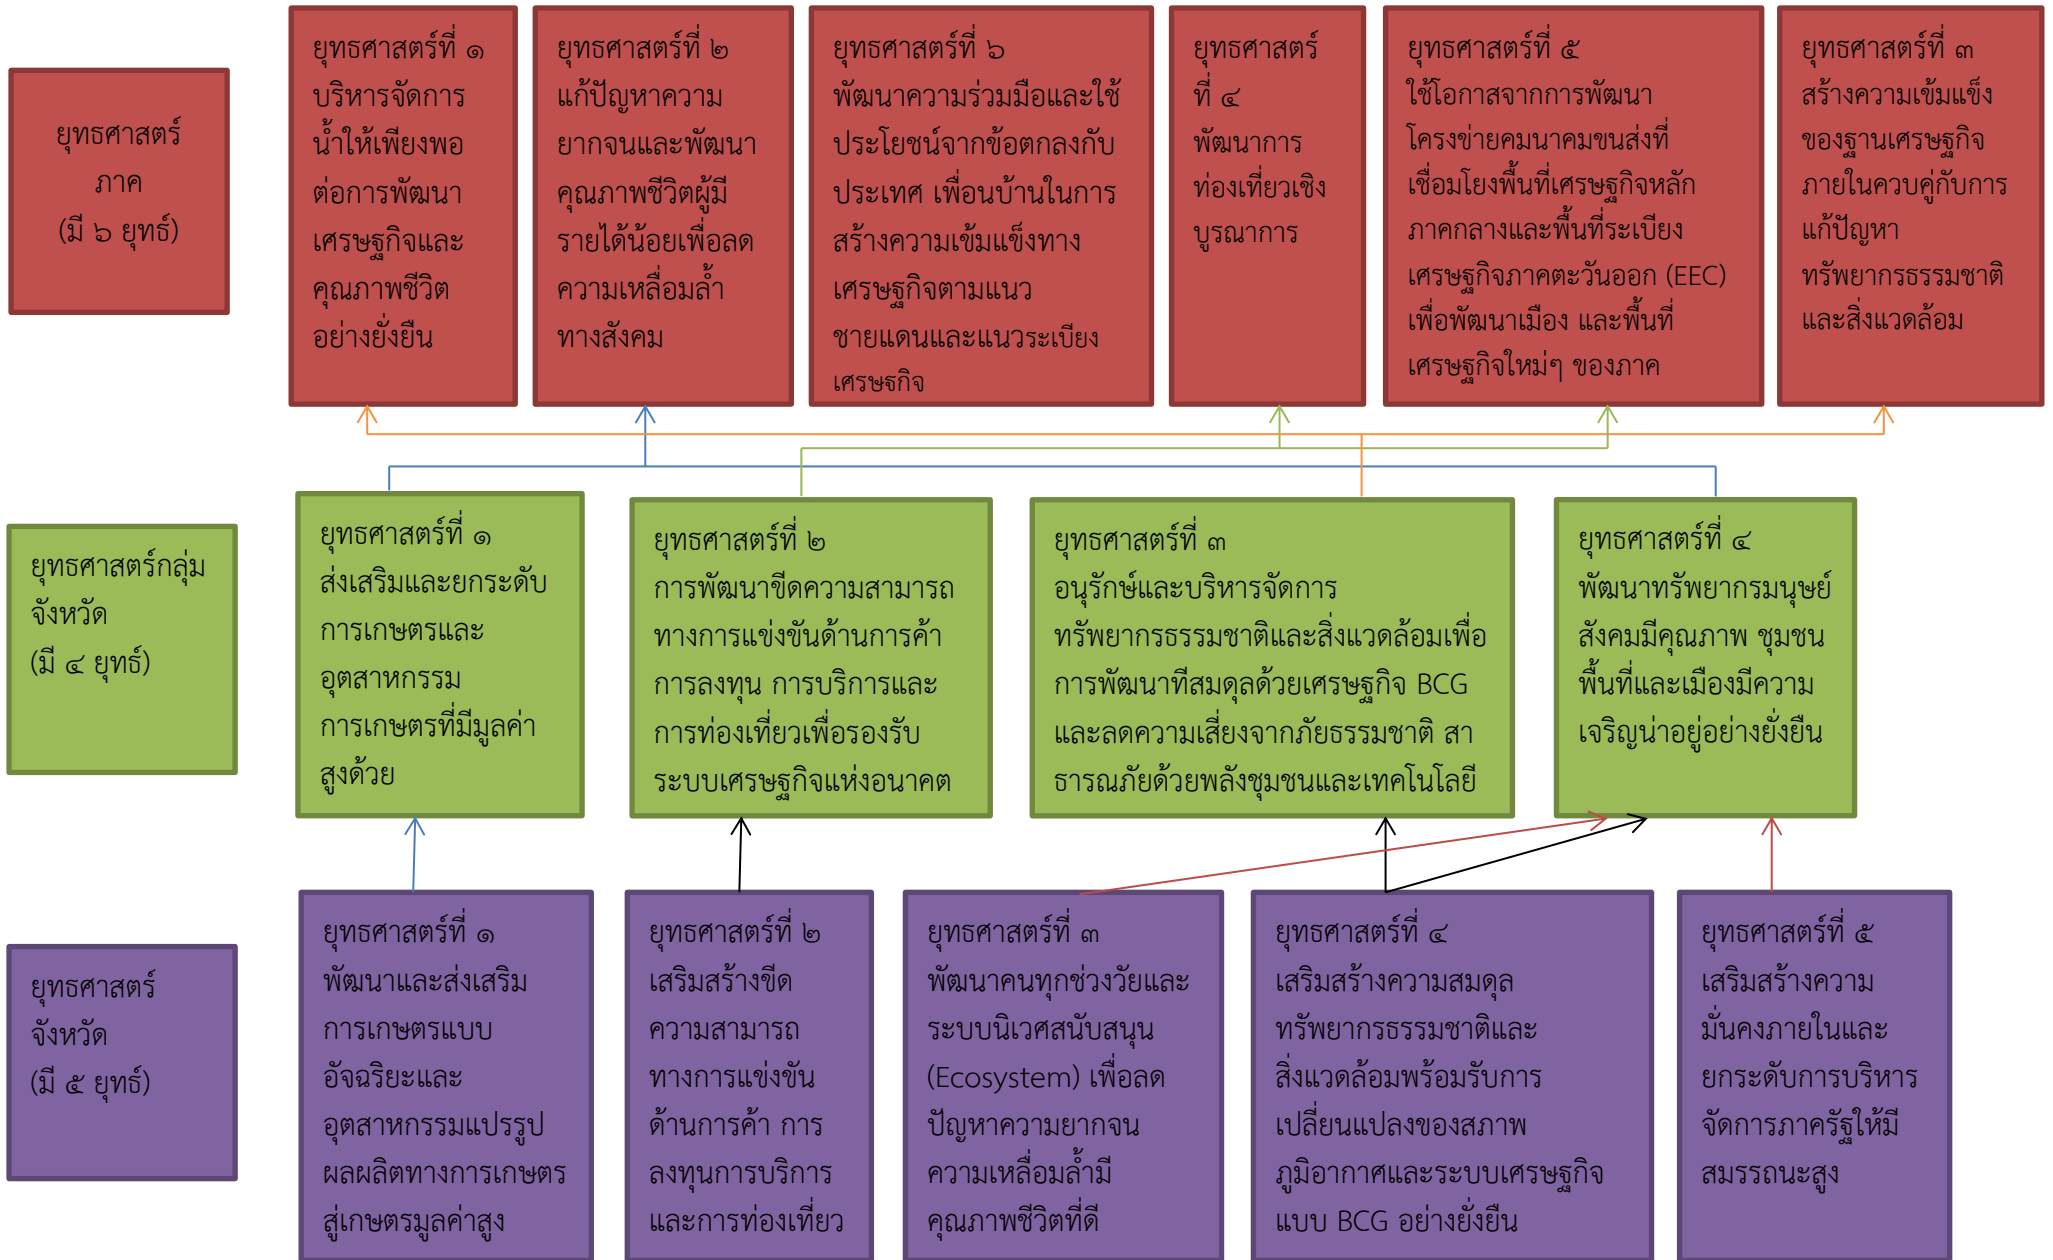 ยุทธศาสตร์
ภาค
(มี ๖ ยุทธ์)
ยุทธศาสตร์ที่ ๑
บริหารจัดการ
น้ำให้เพียงพอ
ต่อการพัฒนา
เศรษฐกิจและ
คุณภาพชีวิต
อย่างยั่งยืน
ยุทธศาสตร์ที่ ๒
แก้ปัญหาความ
ยากจนและพัฒนา
คุณภาพชีวิตผู้มี
รายได้น้อยเพื่อลด
ความเหลื่อมล้ำ
ทางสังคม
ยุทธศาสตร์ที่ ๖
พัฒนาความร่วมมือและใช้
ประโยชน์จากข้อตกลงกับ
ประเทศ เพื่อนบ้านในการ
สร้างความเข้มแข็งทาง
เศรษฐกิจตามแนว
ชายแดนและแนวระเบียง
เศรษฐกิจ
ยุทธศาสตร์
ที่ ๔
พัฒนาการ
ท่องเที่ยวเชิง
บูรณาการ
ยุทธศาสตร์ที่ ๕
ใช้โอกาสจากการพัฒนา
โครงข่ายคมนาคมขนส่งที่
เชื่อมโยงพื้นที่เศรษฐกิจหลัก
ภาคกลางและพื้นที่ระเบียง
เศรษฐกิจภาคตะวันออก (EEC)
เพื่อพัฒนาเมือง และพื้นที่
เศรษฐกิจใหม่ๆ ของภาค
ยุทธศาสตร์ที่ ๓
สร้างความเข้มแข็ง
ของฐานเศรษฐกิจ
ภายในควบคู่กับการ
แก้ปัญหา
ทรัพยากรธรรมชาติ
และสิ่งแวดล้อม
ยุทธศาสตร์กลุ่ม
จังหวัด
(มี ๔ ยุทธ์)
ยุทธศาสตร์ที่ ๑
ส่งเสริมและยกระดับ
การเกษตรและ
อุตสาหกรรม
การเกษตรที่มีมูลค่า
สูงด้วย
ยุทธศาสตร์ที่ ๒
การพัฒนาขีดความสามารถ
ทางการแข่งขันด้านการค้า
การลงทุน การบริการและ
การท่องเที่ยวเพื่อรองรับ
ระบบเศรษฐกิจแห่งอนาคต
ยุทธศาสตร์ที่ ๓
อนุรักษ์และบริหารจัดการ
ทรัพยากรธรรมชาติและสิ่งแวดล้อมเพื่อ
การพัฒนาทีสมดุลด้วยเศรษฐกิจ BCG
และลดความเสี่ยงจากภัยธรรมชาติ สา
ธารณภัยด้วยพลังชุมชนและเทคโนโลยี
ยุทธศาสตร์ที่ ๔
พัฒนาทรัพยากรมนุษย์
สังคมมีคุณภาพ ชุมชน
พื้นที่และเมืองมีความ
เจริญน่าอยู่อย่างยั่งยืน
ยุทธศาสตร์
จังหวัด
(มี ๕ ยุทธ์)
ยุทธศาสตร์ที่ ๑
พัฒนาและส่งเสริม
การเกษตรแบบ
อัจฉริยะและ
อุตสาหกรรมแปรรูป
ผลผลิตทางการเกษตร
สู่เกษตรมูลค่าสูง
ยุทธศาสตร์ที่ ๒
เสริมสร้างขีด
ความสามารถ
ทางการแข่งขัน
ด้านการค้า การ
ลงทุนการบริการ
และการท่องเที่ยว
ยุทธศาสตร์ที่ ๓
พัฒนาคนทุกช่วงวัยและ
ระบบนิเวศสนับสนุน
(Ecosystem) เพื่อลด
ปัญหาความยากจน
ความเหลื่อมล้ำมี
คุณภาพชีวิตที่ดี
ยุทธศาสตร์ที่ ๔
เสริมสร้างความสมดุล
ทรัพยากรธรรมชาติและ
สิ่งแวดล้อมพร้อมรับการ
เปลี่ยนแปลงของสภาพ
ภูมิอากาศและระบบเศรษฐกิจ
แบบ BCG อย่างยั่งยืน
ยุทธศาสตร์ที่ ๕
เสริมสร้างความ
มั่นคงภายในและ
ยกระดับการบริหาร
จัดการภาครัฐให้มี
สมรรถนะสูง